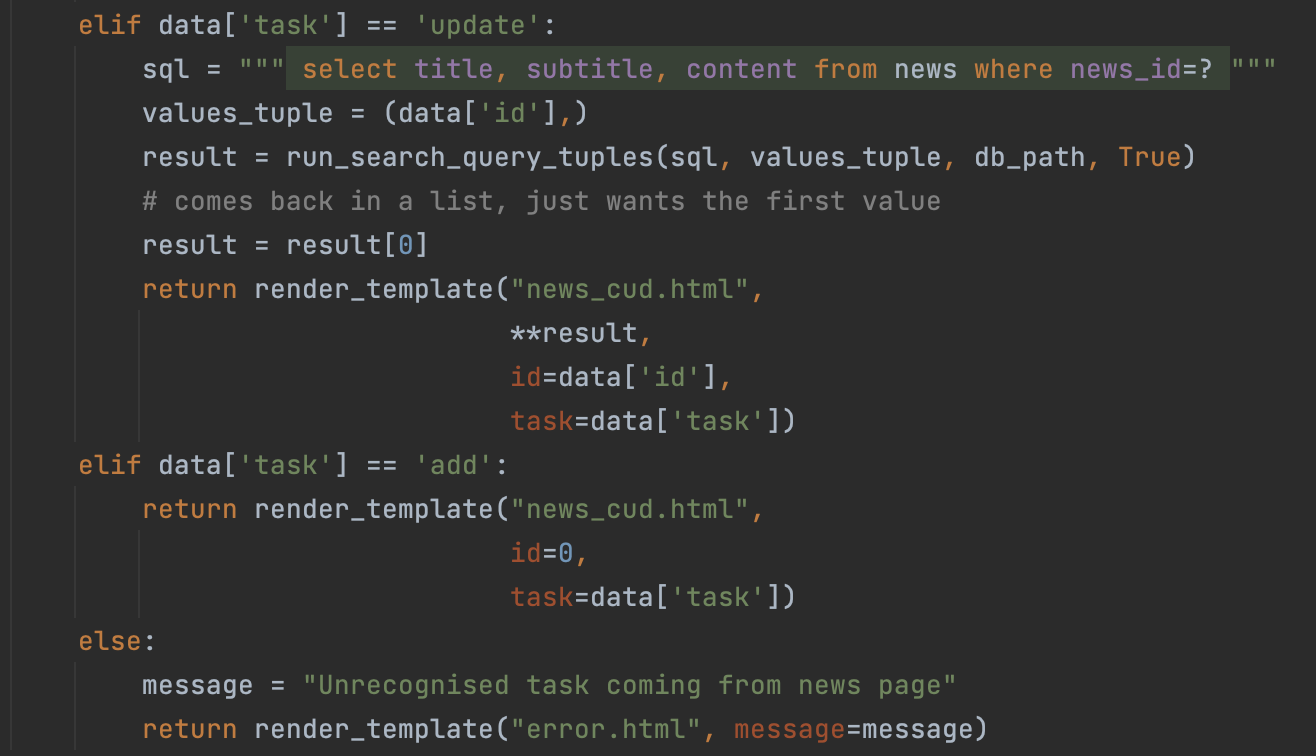 elif data['task'] == 'update':
    sql = """ select title, subtitle, content from news where news_id=? """
    values_tuple = (data['id'],)
    result = run_search_query_tuples(sql, values_tuple, db_path, True)
    # comes back in a list, just wants the first value
    result = result[0]
    return render_template("news_cud.html",
                           **result,
                           id=data['id'],
                           task=data['task'])
elif data['task'] == 'add':
    return render_template("news_cud.html",
                           id=0,
                           task=data['task'])
else:
    message = "Unrecognised task coming from news page"
    return render_template("error.html", message=message)